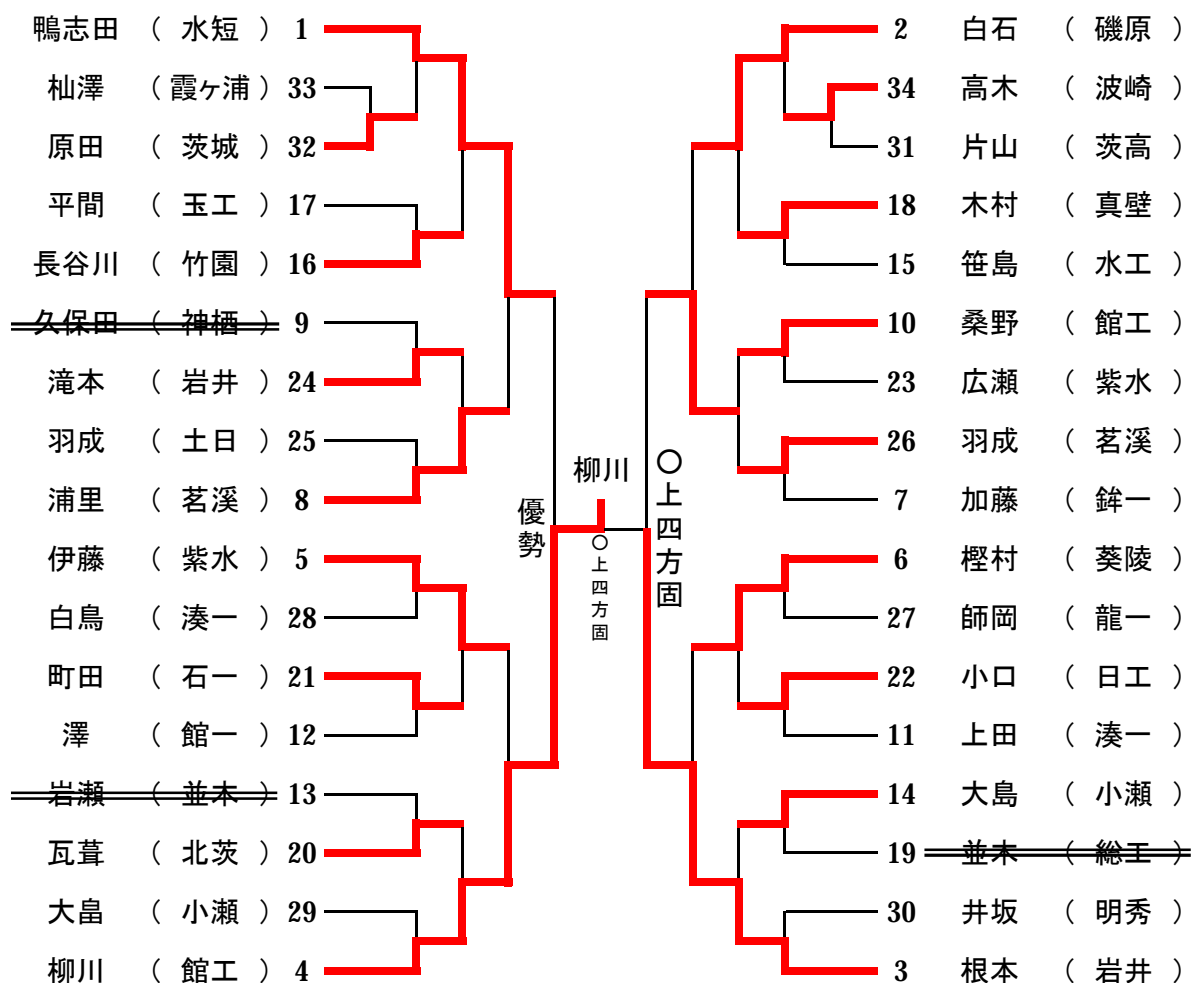 鴨志田 （ 水短 ） 1
杣澤 （ 霞ヶ浦 ） 33
原田 （ 茨城 ） 32
平間 （ 玉工 ） 17
長谷川 （ 竹園 ） 16
久保田 （ 神栖 ） 9
滝本 （ 岩井 ） 24
羽成 （ 土日 ） 25
浦里 （ 茗溪 ） 8
伊藤 （ 紫水 ） 5
白鳥 （ 湊一 ） 28
町田 （ 石一 ） 21
澤 （ 館一 ） 12
岩瀬 （ 並木 ） 13
瓦葺 （ 北茨 ） 20
大畠 （ 小瀬 ） 29
柳川 （ 館工 ） 4
優勢
柳川
〇上四方固
〇上四方固
2 白石 （ 磯原 ）
34 高木 （ 波崎 ）
31 片山 （ 茨高 ）
18 木村 （ 真壁 ）
15 笹島 （ 水工 ）
10 桑野 （ 館工 ）
23 広瀬 （ 紫水 ）
26 羽成 （ 茗溪 ）
7 加藤 （ 鉾一 ）
6 樫村 （ 葵陵 ）
27 師岡 （ 龍一 ）
22 小口 （ 日工 ）
11 上田 （ 湊一 ）
14 大島 （ 小瀬 ）
19 並木 （ 総工 ）
30 井坂 （ 明秀 ）
3 根本 （ 岩井 ）